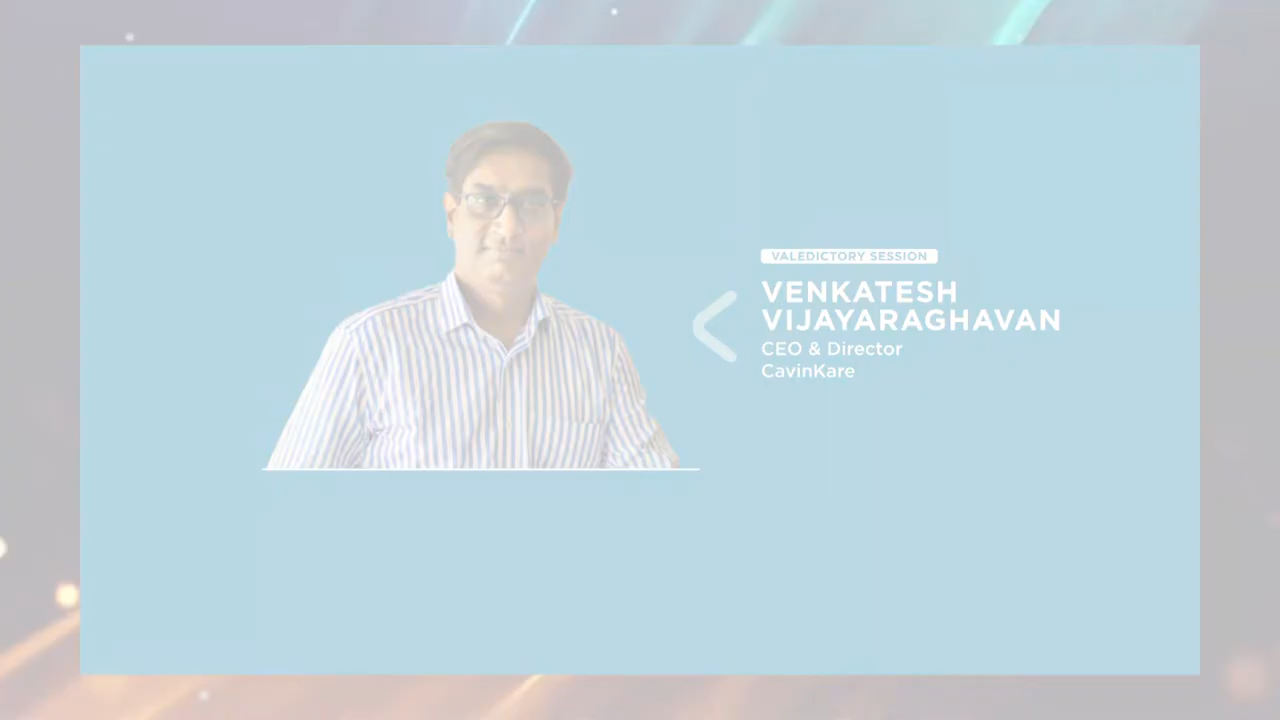 VALEDICTORY SESSION
VENKATESH
VIJAYARAGHAVAN
CEO & Director
CavinKare